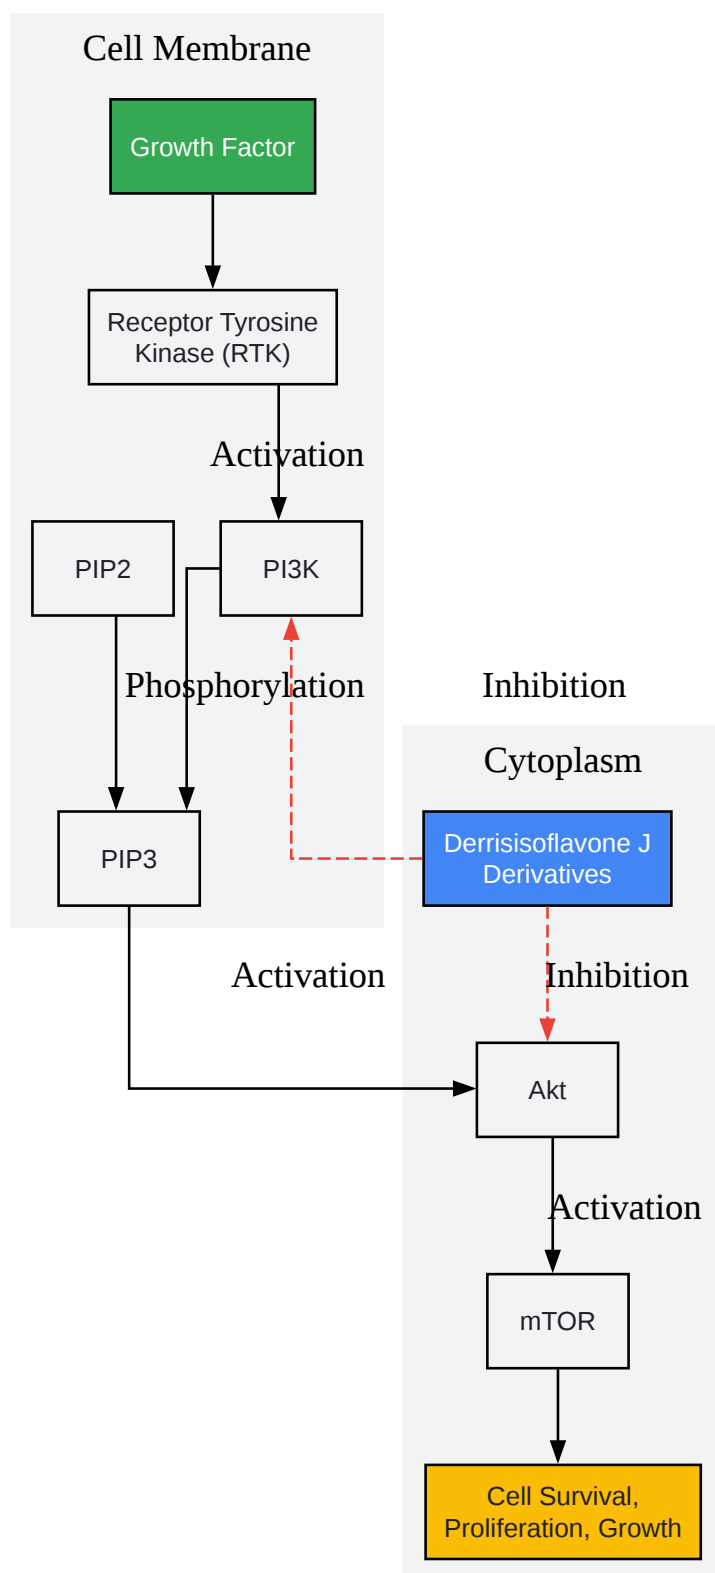 Cell Membrane
Growth Factor
Receptor Tyrosine
Kinase (RTK)
Activation
PIP2
PI3K
Phosphorylation
Inhibition
Cytoplasm
PIP3
Derrisisoflavone J
Derivatives
Activation
Inhibition
Akt
Activation
mTOR
Cell Survival,
Proliferation, Growth